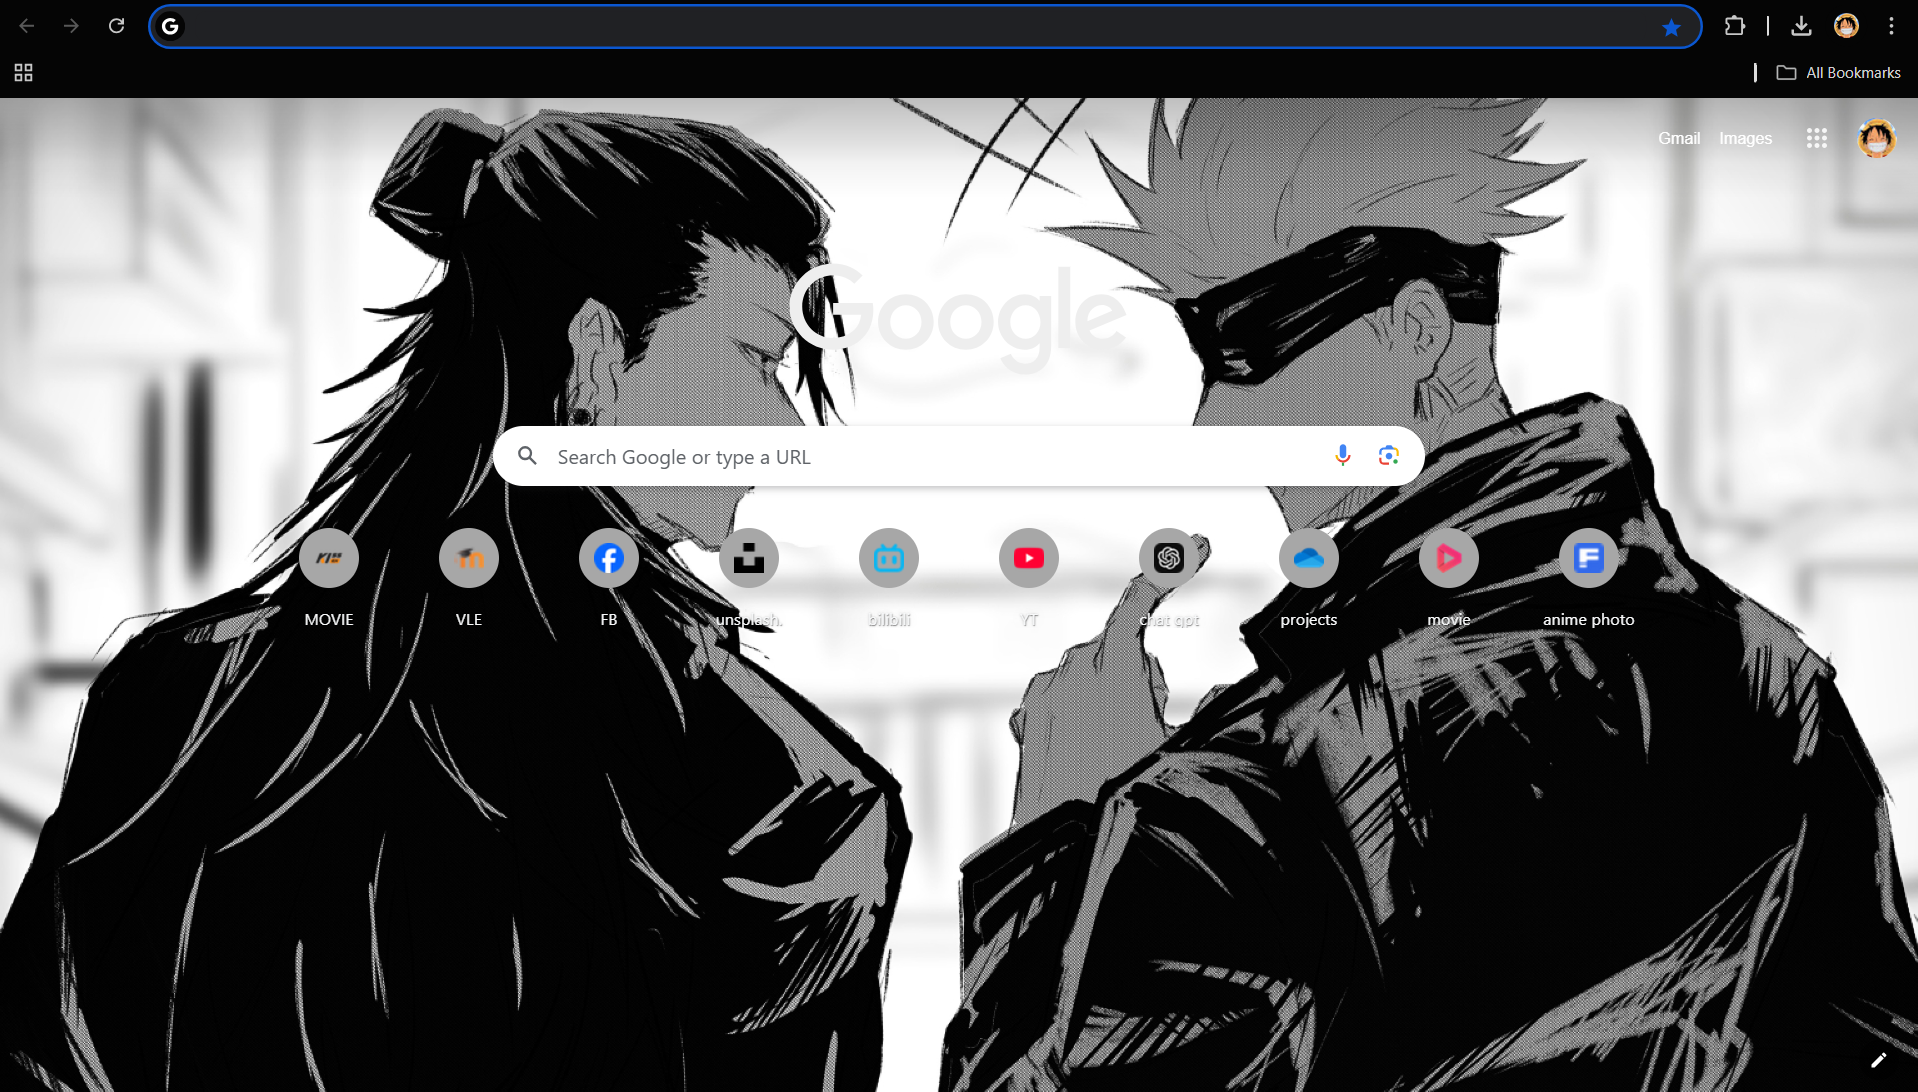 All Bookmarks
Gmail Images
Google
Search Google or type a URL
MOVIE VLE FB unsplash. bilibili YT chat gpt projects movie anime photo